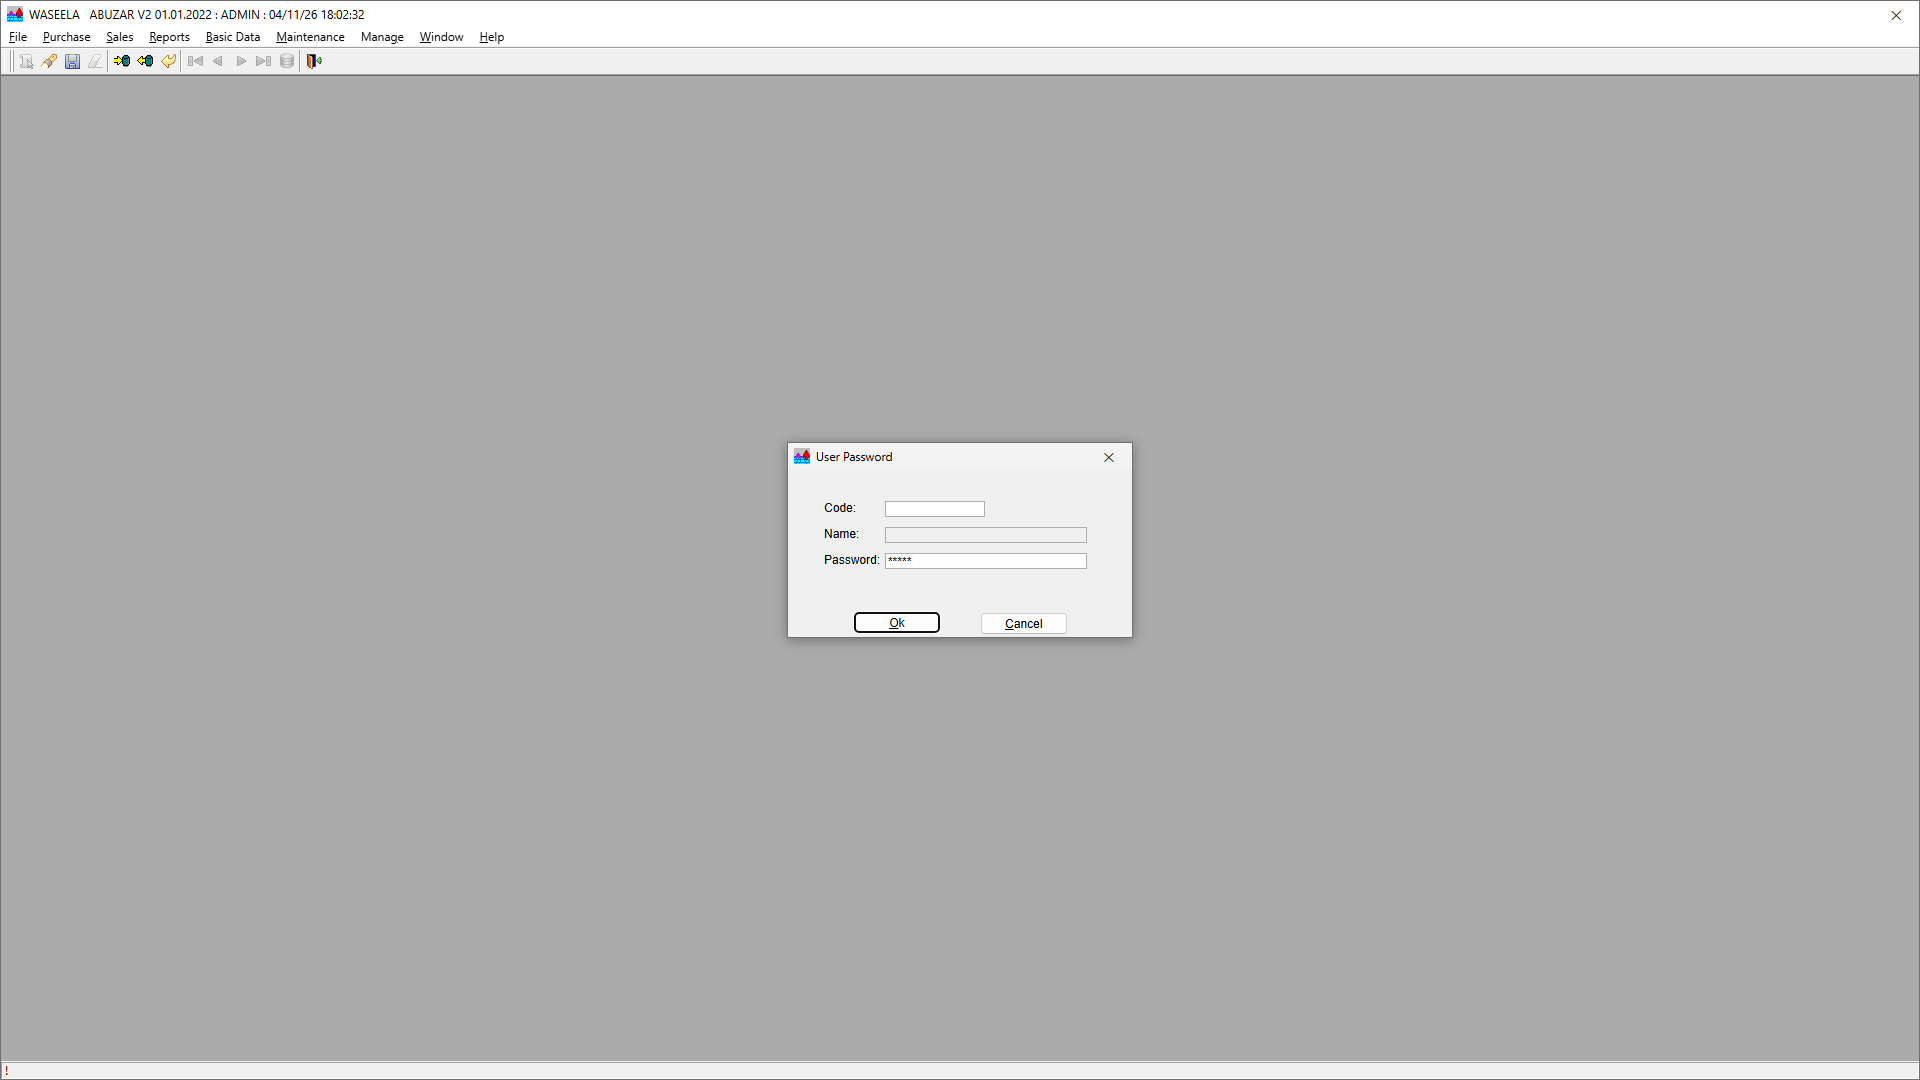 WASEELA ABUZAR V2 01.01.2022 : ADMIN : 04/11/26 18:02:32
File Purchase Sales Reports Basic Data Maintenance Manage Window Help
User Password
Code:
Name:
Password: *****
Ok Cancel
!